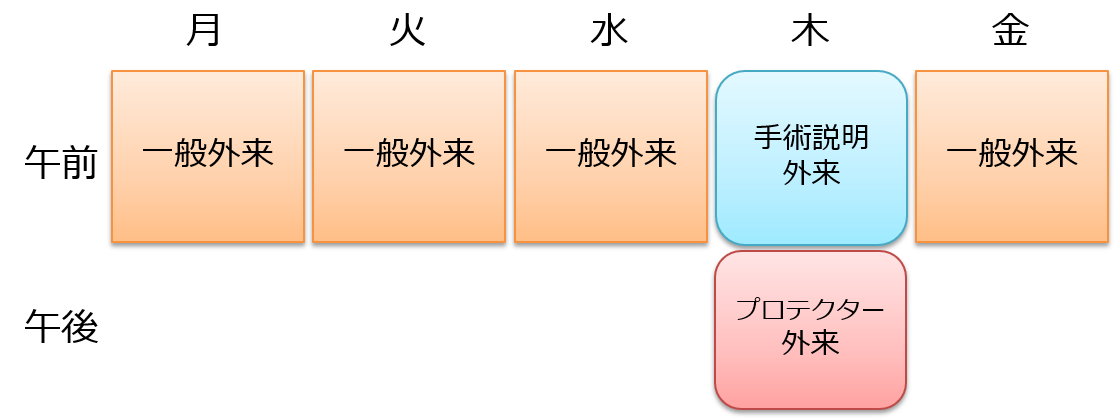 月 火 水 木 金
午前 一般外来 一般外来 一般外来 手術説明 一般外来
外来
午後 プロテクター
外来